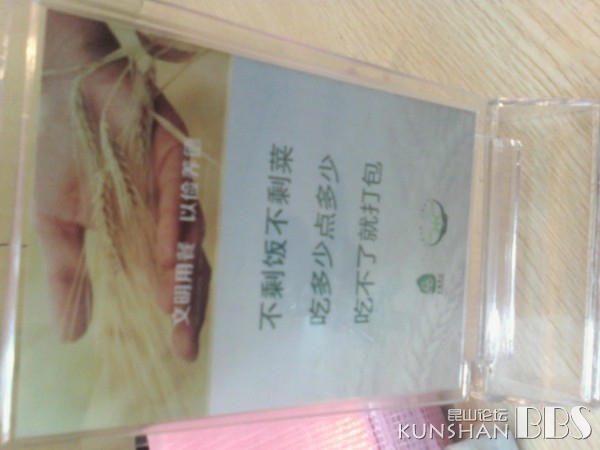 文明用餐 以俭养德
不剩饭不剩菜
吃多少点多少
吃不了就打包
昆山论坛
KUNSHAN BBS